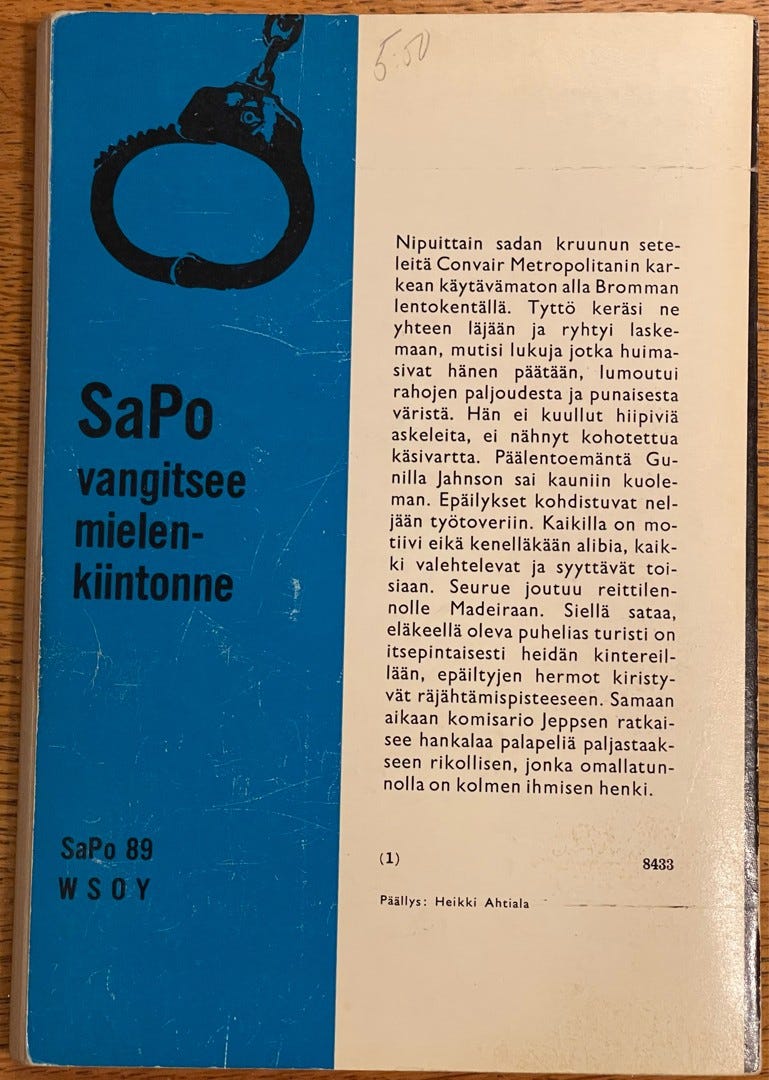 5:50
SaPo
vangitsee
mielen-
kiintonne
SaPo 89
WSOY
Nipuittain sadan kruunun sete-
leitä Convair Metropolitanin kar-
kean käytävämaton alla Bromman
lentokentällä. Tyttö keräsi ne
yhteen läjään ja ryhtyi laske-
maan, mutisi lukuja jotka huima-
sivat hänen päätään, lumoutui
rahojen paljoudesta ja punaisesta
väristä. Hän ei kuullut hiipiviä
askeleita, ei nähnyt kohotettua
käsivartta. Päälentoemäntä Gu-
nilla Jahnson sai kauniin kuole-
man. Epäilykset kohdistuvat nel-
jään työtoveriin. Kaikilla on mo-
tiivi eikä kenelläkään alibia, kaik-
ki valehtelevat ja syyttävät toi-
siaan. Seurue joutuu reittilen-
nolle Madeiraan. Siellä sataa,
eläkeellä oleva puhelias turisti on
itsepintaisesti heidän kintereil-
lään, epäiltyjen hermot kiristy-
vät räjähtämispisteeseen. Samaan
aikaan komisario Jeppsen ratkai-
see hankalaa palapeliä paljastaak-
seen rikollisen, jonka omallatun-
nolla on kolmen ihmisen henki.
(1) 8433
Päällys: Heikki Ahtiala